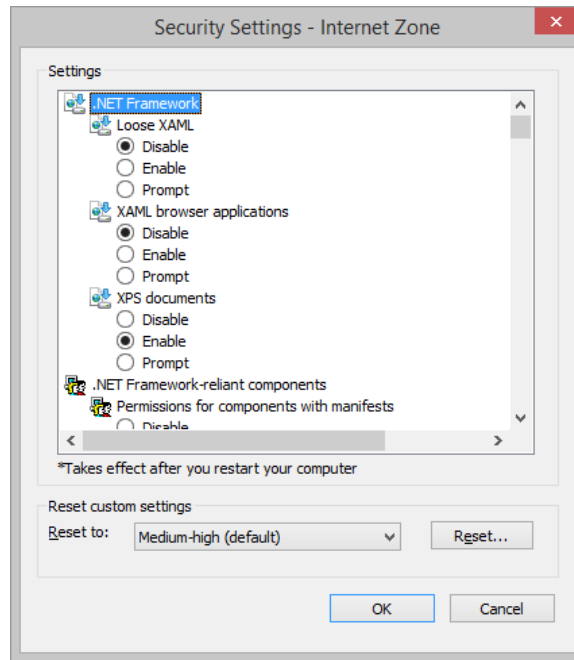 Security Settings - Internet Zone
Settings
.NET Framework
Loose XAML
Disable
Enable
Prompt
XAML browser applications
Disable
Enable
Prompt
XPS documents
Disable
Enable
Prompt
.NET Framework-reliant components
Permissions for components with manifests
Disable
*Takes effect after you restart your computer
Reset custom settings
Reset to: Medium-high (default) Reset...
OK Cancel